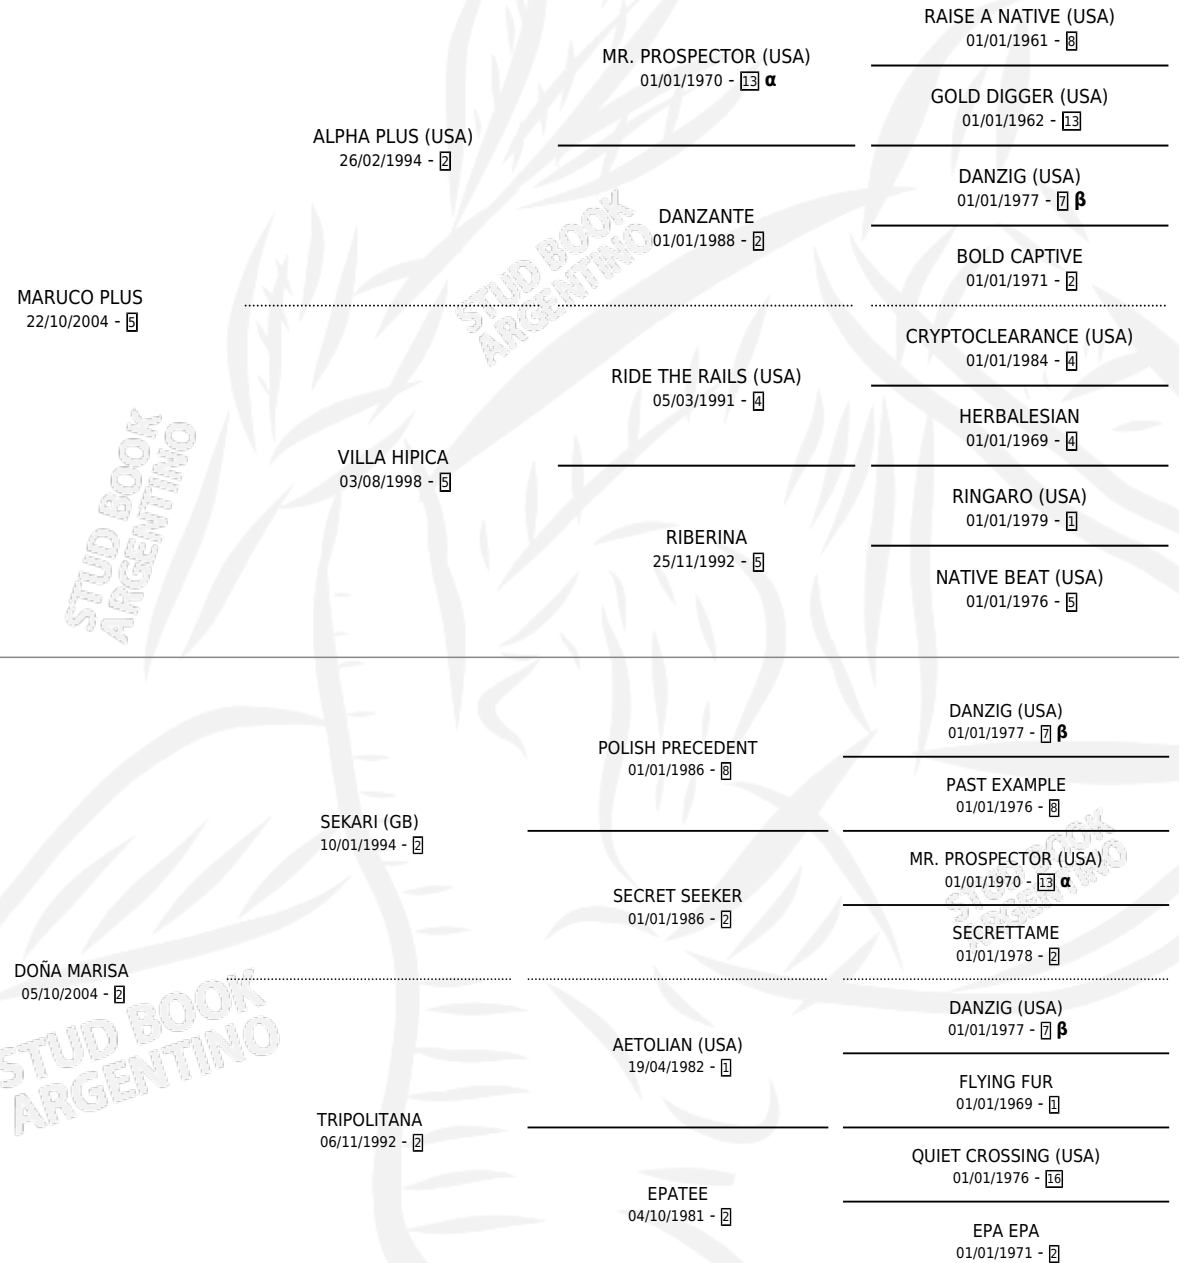 MARUCO PLUS
22/10/2004 - 5
ALPHA PLUS (USA)
26/02/1994 - 2
VILLA HIPICA
03/08/1998 - 5
MR. PROSPECTOR (USA)
01/01/1970 - 13 α
DANZANTE
01/01/1988 - 2
RIDE THE RAILS (USA)
05/03/1991 - 4
RIBERINA
25/11/1992 - 5
RAISE A NATIVE (USA)
01/01/1961 - 8
GOLD DIGGER (USA)
01/01/1962 - 13
DANZIG (USA)
01/01/1977 - 7 β
BOLD CAPTIVE
01/01/1971 - 2
CRYPTOCLEARANCE (USA)
01/01/1984 - 4
HERBALESIAN
01/01/1969 - 4
RINGARO (USA)
01/01/1979 - 1
NATIVE BEAT (USA)
01/01/1976 - 5
STUD BOOK
ARGENTINO
STUD BOOK
ARGENTINO
DOÑA MARISA
05/10/2004 - 2
SEKARI (GB)
10/01/1994 - 2
TRIPOLITANA
06/11/1992 - 2
POLISH PRECEDENT
01/01/1986 - 8
SECRET SEEKER
01/01/1986 - 2
AETOLIAN (USA)
19/04/1982 - 1
EPATEE
04/10/1981 - 2
DANZIG (USA)
01/01/1977 - 7 β
PAST EXAMPLE
01/01/1976 - 8
MR. PROSPECTOR (USA)
01/01/1970 - 13 α
SECRETTAME
01/01/1978 - 2
DANZIG (USA)
01/01/1977 - 7 β
FLYING FUR
01/01/1969 - 1
QUIET CROSSING (USA)
01/01/1976 - 16
EPA EPA
01/01/1971 - 2
STUD BOOK
ARGENTINO
STUD BOOK
ARGENTINO